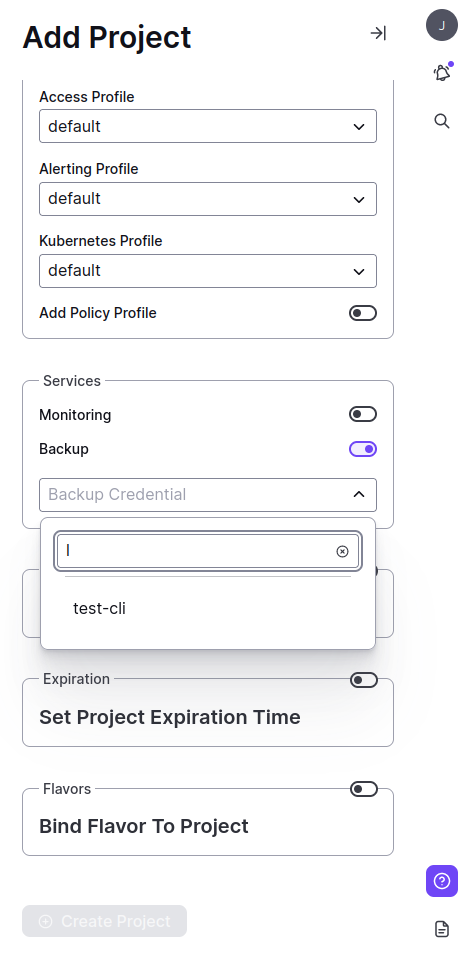 Add Project
J
Access Profile
default
Alerting Profile
default
Kubernetes Profile
default
Add Policy Profile
Services
Monitoring
Backup
Backup Credential
test-cli
Expiration
Set Project Expiration Time
Flavors
Bind Flavor To Project
Create Project